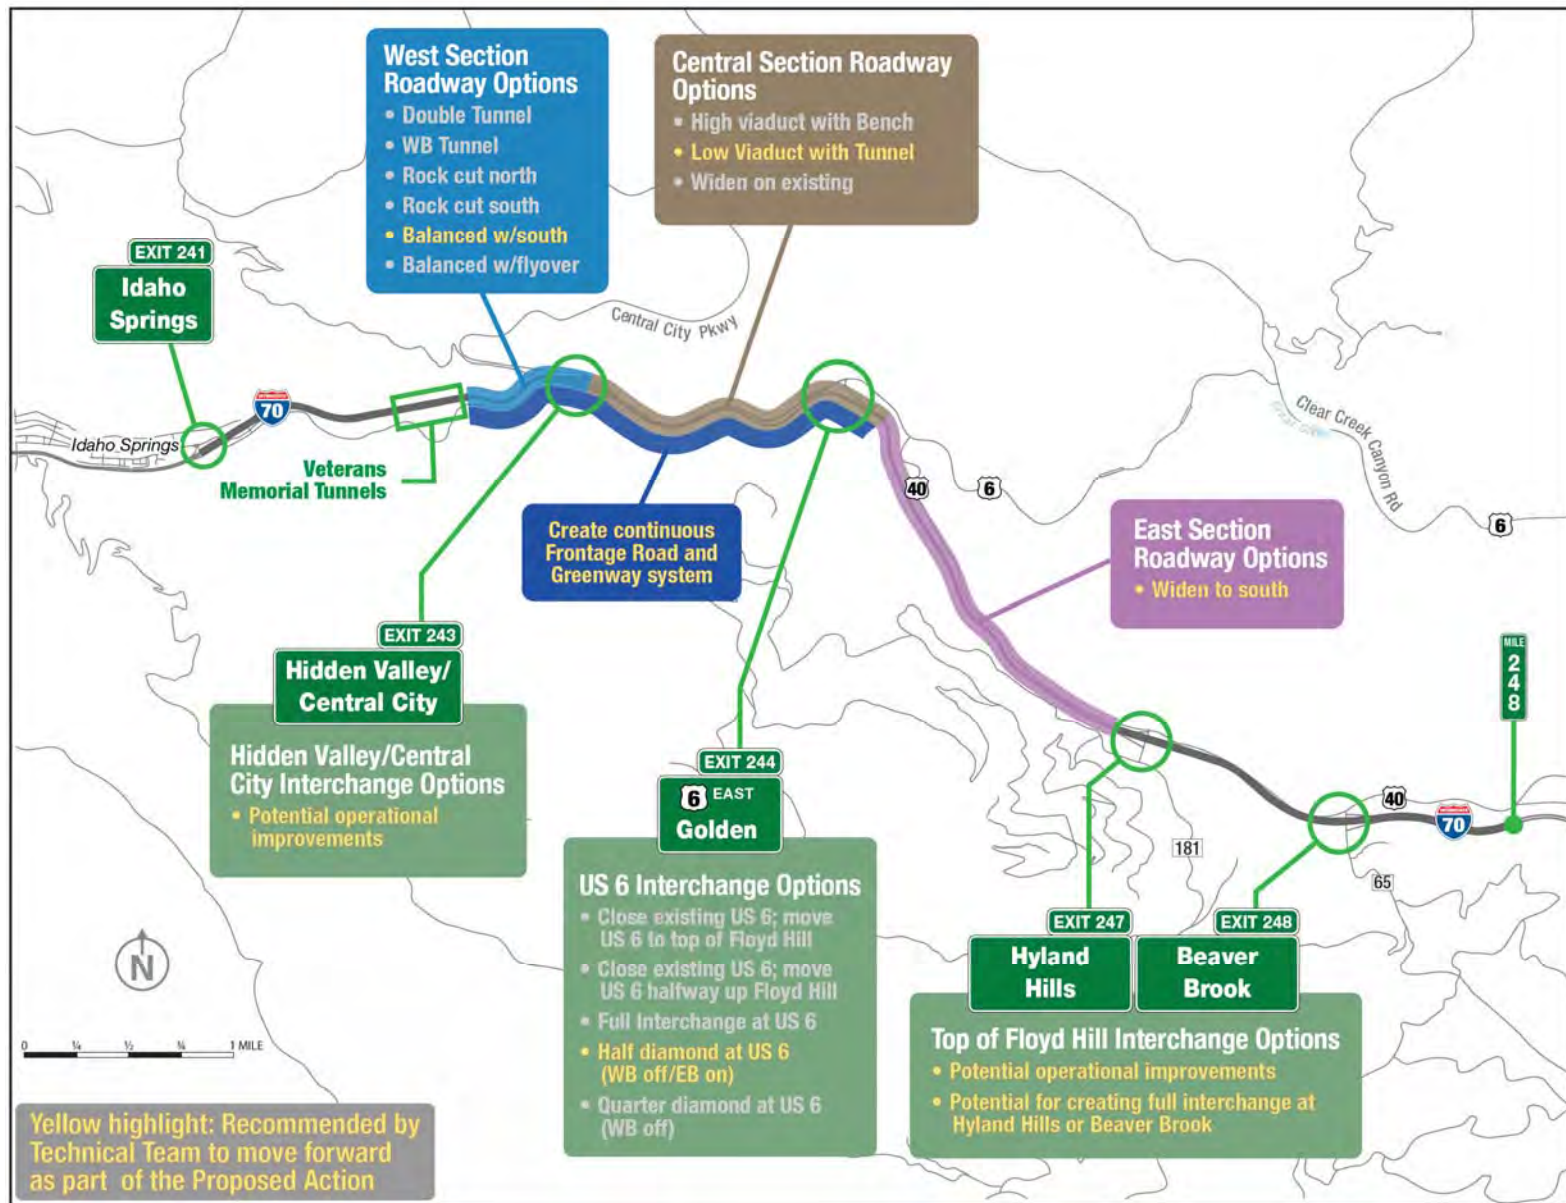 West Section
Roadway Options
• Double Tunnel
• WB Tunnel
• Rock cut north
• Rock cut south
• Balanced w/south
• Balanced w/flyover
Central Section Roadway
Options
• High viaduct with Bench
• Low Viaduct with Tunnel
• Widen on existing
EXIT 241
Idaho
Springs
Central City Pkwy
70
Idaho Springs
Veterans
Memorial Tunnels
Clear Creek Canyon Rd
40
6
6
Create continuous
Frontage Road and
Greenway system
East Section
Roadway Options
• Widen to south
EXIT 243
Hidden Valley/
Central City
Hidden Valley/Central
City Interchange Options
• Potential operational
improvements
MILE
2
4
8
EXIT 244
6 EAST
Golden
US 6 Interchange Options
• Close existing US 6; move
US 6 to top of Floyd Hill
• Close existing US 6; move
US 6 halfway up Floyd Hill
• Full Interchange at US 6
• Half diamond at US 6
(WB off/EB on)
• Quarter diamond at US 6
(WB off)
40
70
181
65
EXIT 247
Hyland
Hills
EXIT 248
Beaver
Brook
Top of Floyd Hill Interchange Options
• Potential operational improvements
• Potential for creating full interchange at
Hyland Hills or Beaver Brook
N
0 ¼ ½ ¾ 1 MILE
Yellow highlight: Recommended by
Technical Team to move forward
as part of the Proposed Action